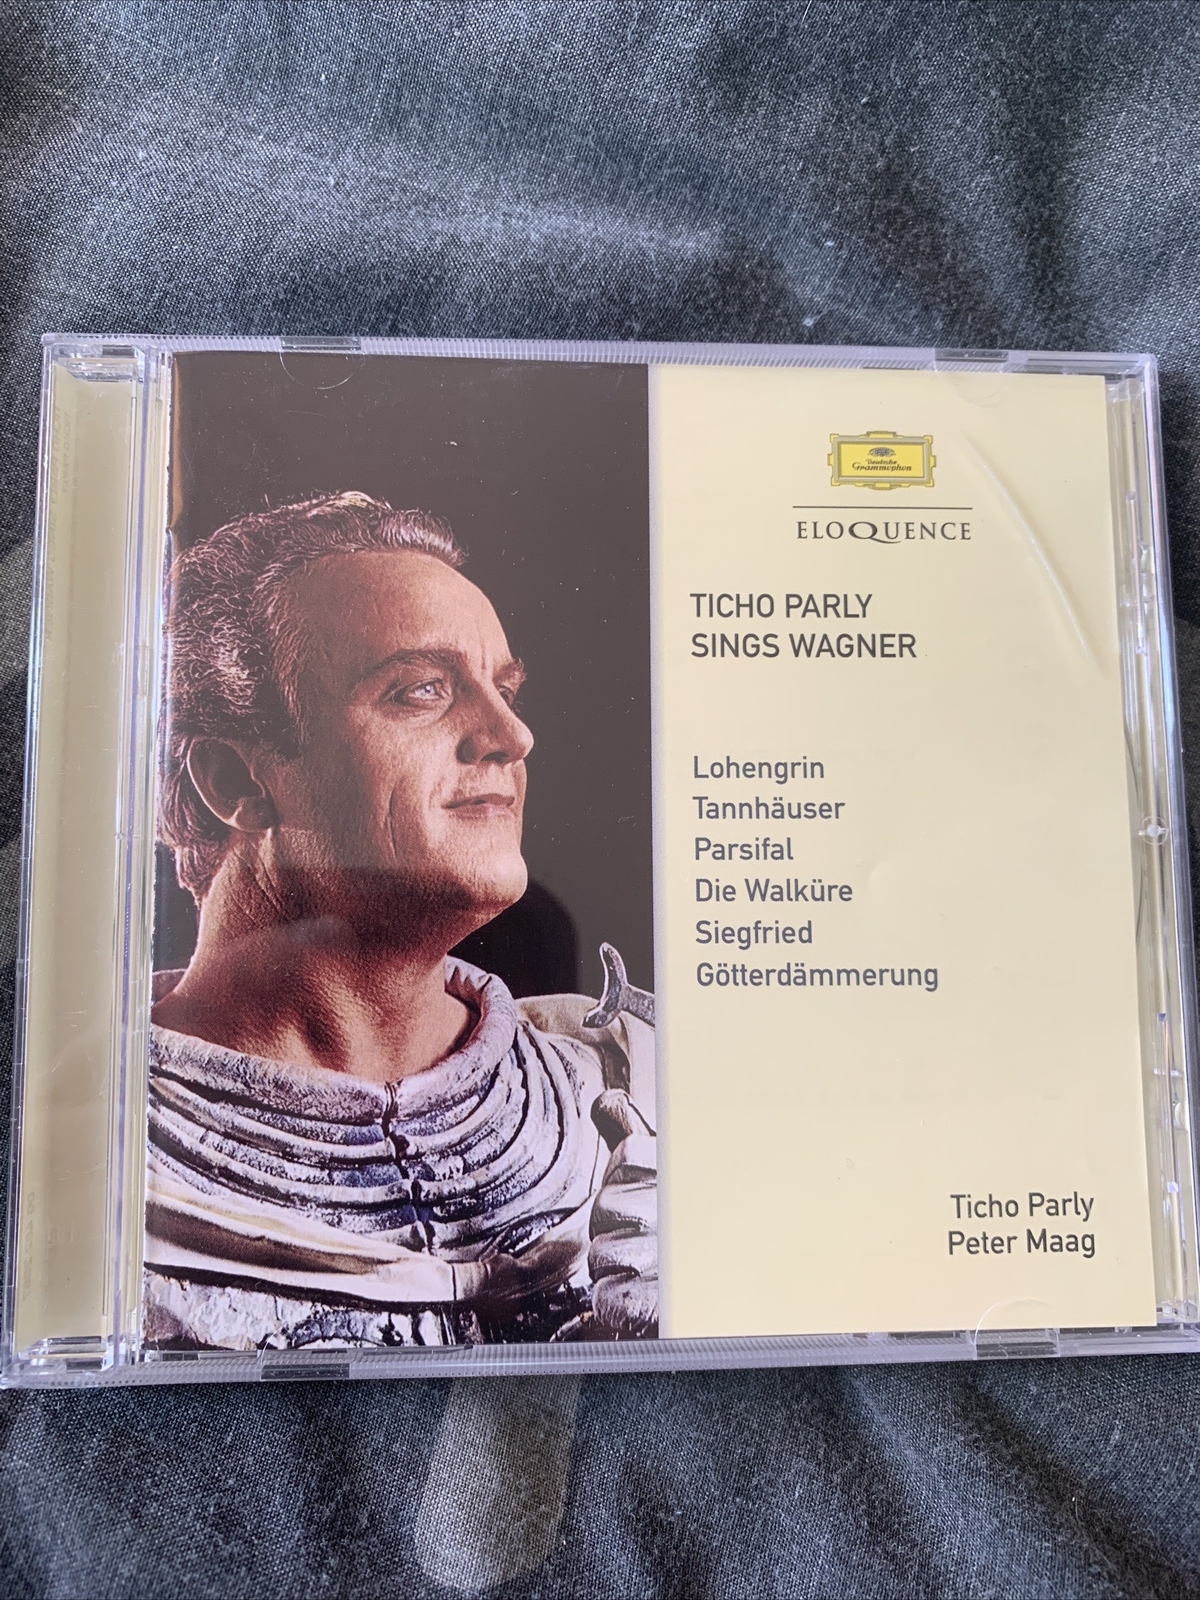 Deutsche
Grammophon
ELOQUENCE
TICHO PARLY
SINGS WAGNER
Lohengrin
Tannhäuser
Parsifal
Die Walküre
Siegfried
Götterdämmerung
Ticho Parly
Peter Maag